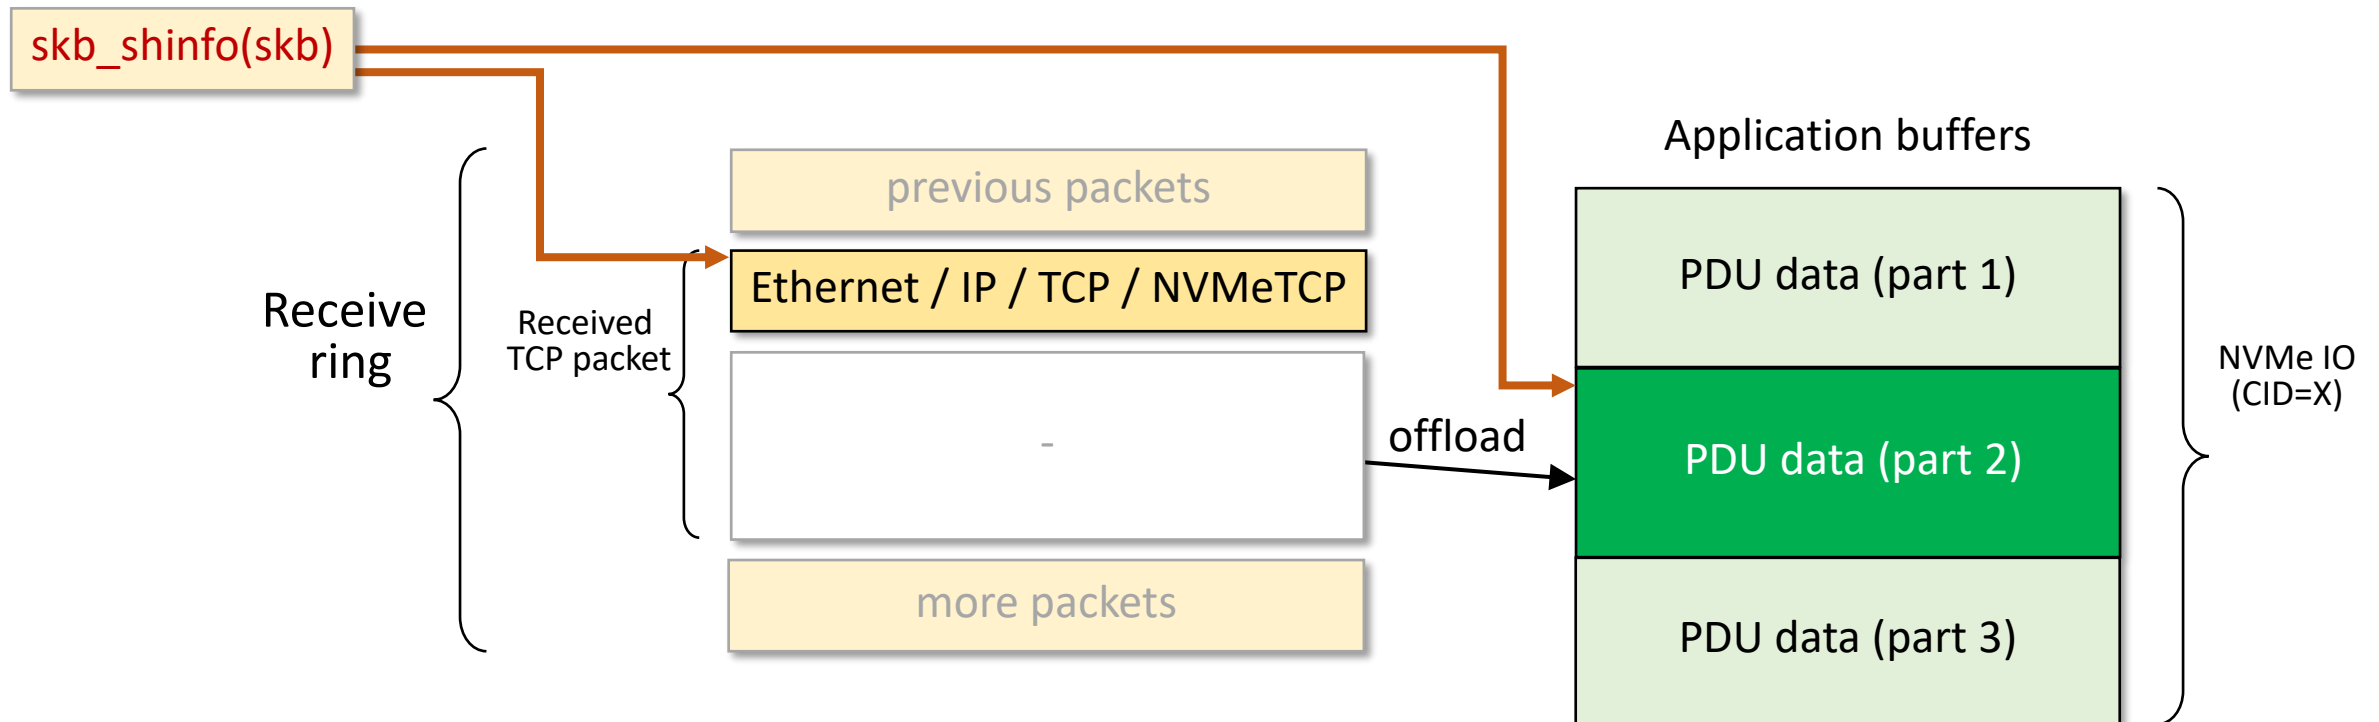 skb_shinfo(skb)
Application buffers
previous packets
Ethernet / IP / TCP / NVMeTCP
Receive
ring
Received
TCP packet
-
offload
more packets
PDU data (part 1)
PDU data (part 2)
PDU data (part 3)
NVMe IO
(CID=X)